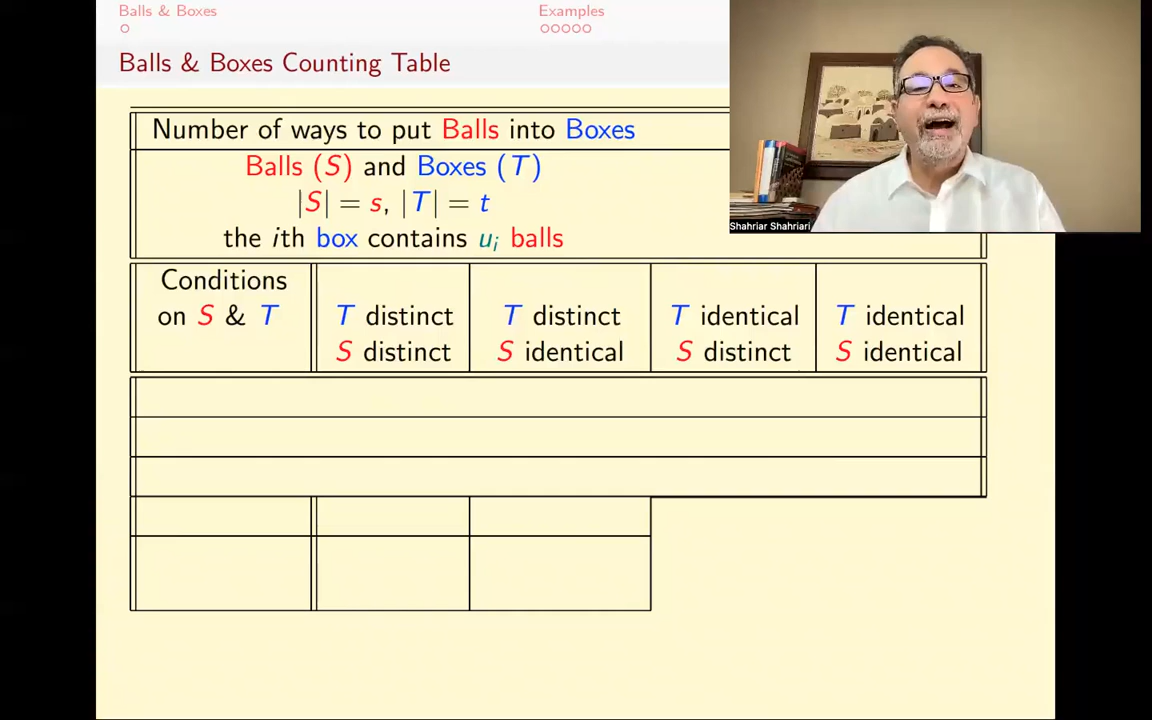 Balls & Boxes
Examples
Balls & Boxes Counting Table
Number of ways to put Balls into Boxes
Balls (S) and Boxes (T)
|S| = s, |T| = t
the ith box contains uᵢ balls
Conditions
on S & T
T distinct
S distinct
T distinct
S identical
T identical
S distinct
T identical
S identical
Shahriar Shahriari